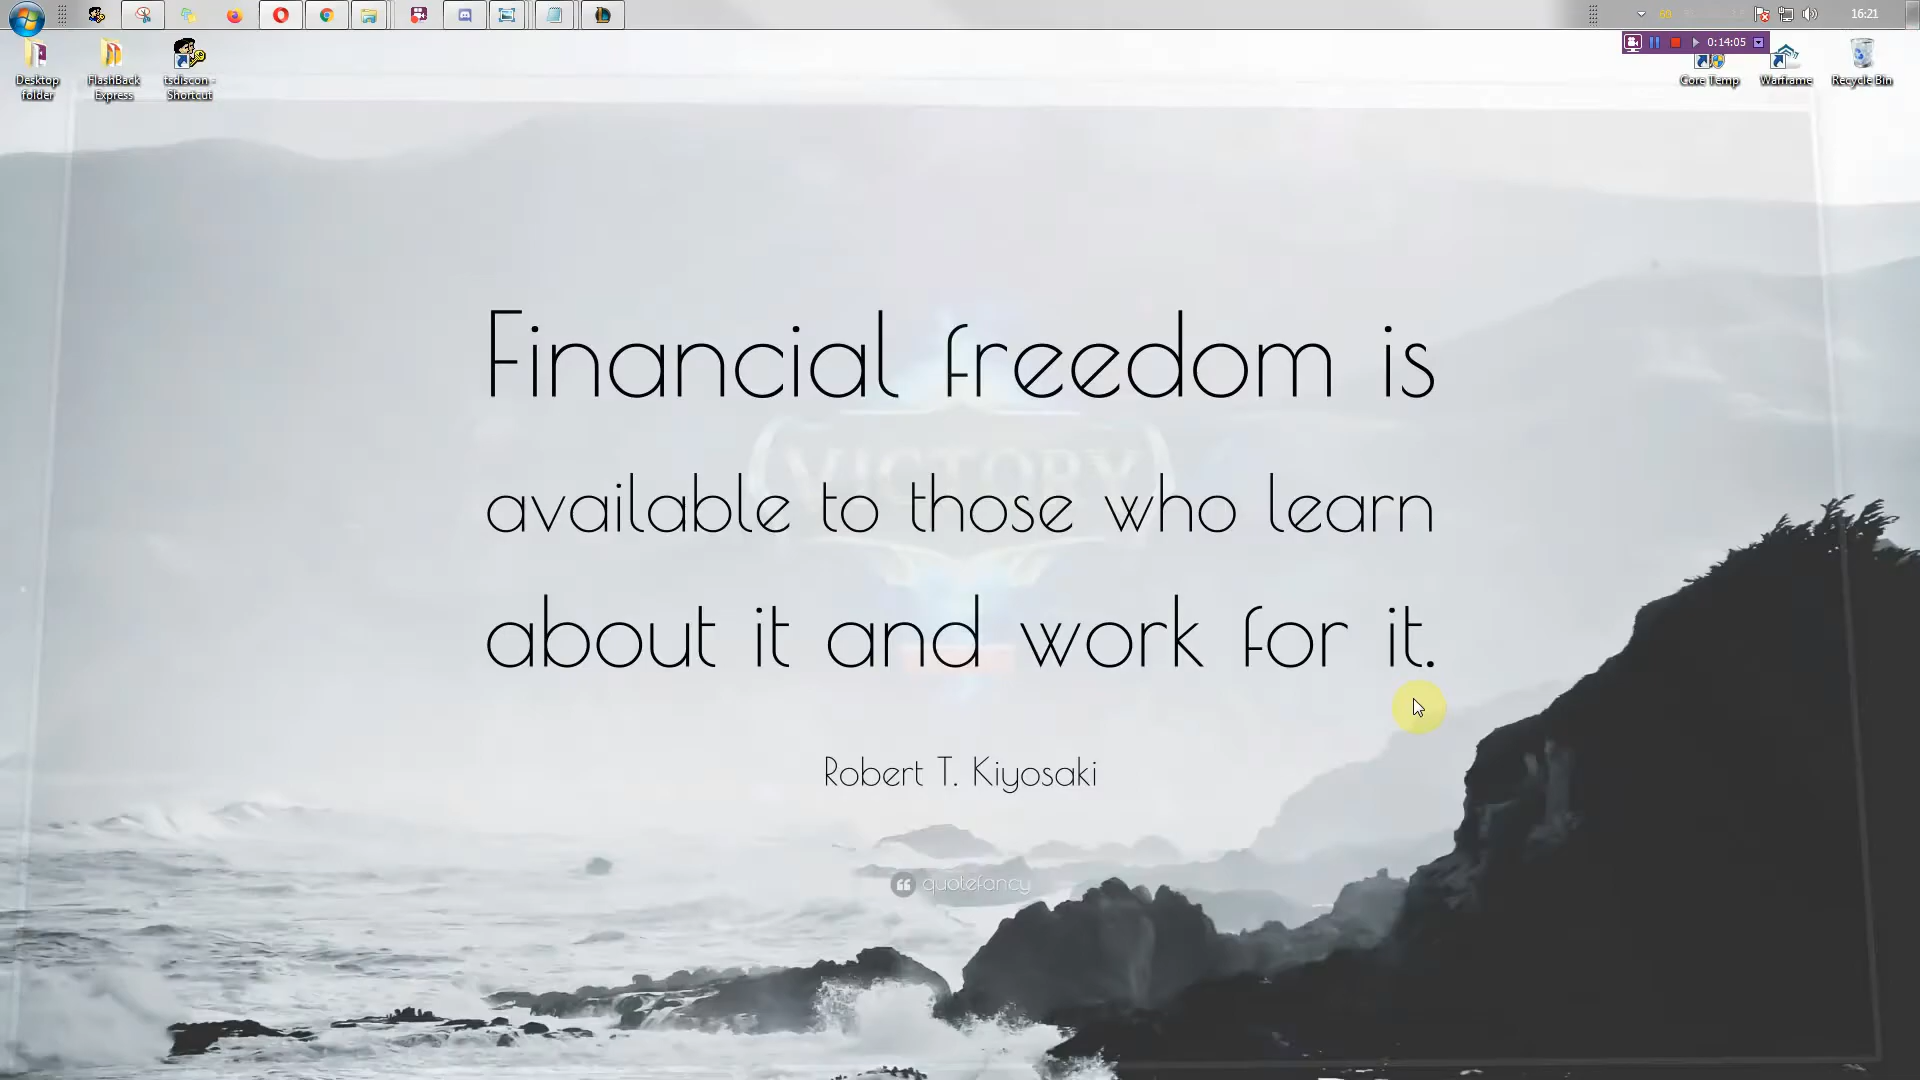 16:21
0:14:05
Desktop folder
FlashBack Express
tsdiscon - Shortcut
Core Temp
Warframe
Recycle Bin
Financial freedom is
VICTORY
available to those who learn
about it and work for it.
Robert T. Kiyosaki
quotefancy